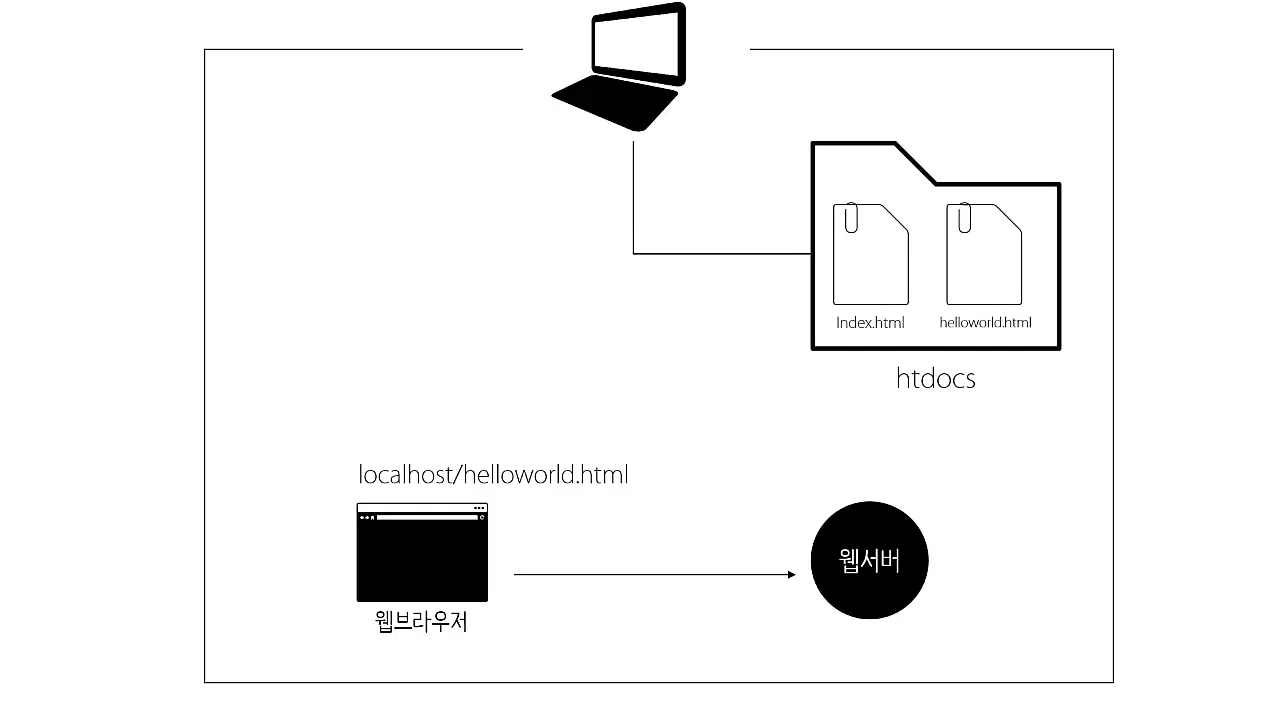 Index.html
helloworld.html
htdocs
localhost/helloworld.html
웹서버
웹브라우저